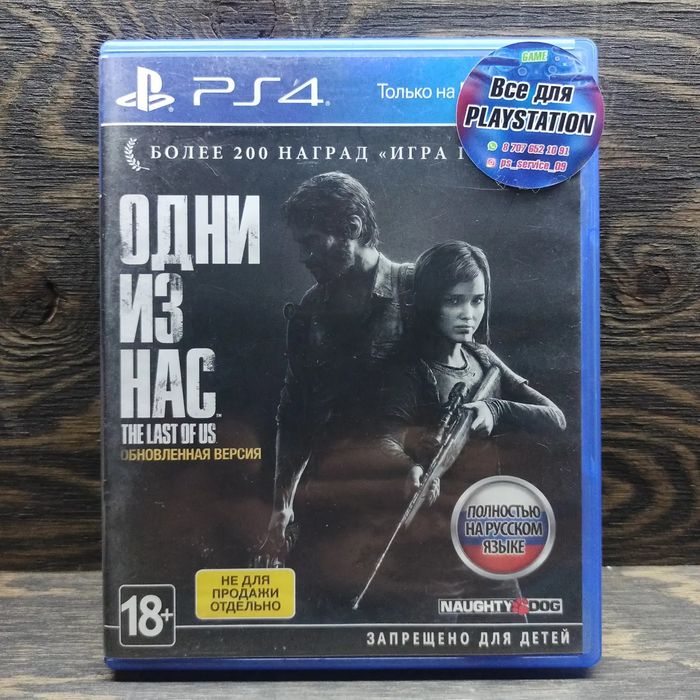 PS4
Только на
GAME
Все для
PLAYSTATION
8 707 652 10 91
ps_service_09
БОЛЕЕ 200 НАГРАД «ИГРА
ОДНИ
ИЗ
НАС
™
THE LAST OF US
ОБНОВЛЕННАЯ ВЕРСИЯ
ПОЛНОСТЬЮ
НА РУССКОМ
ЯЗЫКЕ
НЕ ДЛЯ
ПРОДАЖИ
ОТДЕЛЬНО
18+
NAUGHTY DOG
ЗАПРЕЩЕНО ДЛЯ ДЕТЕЙ